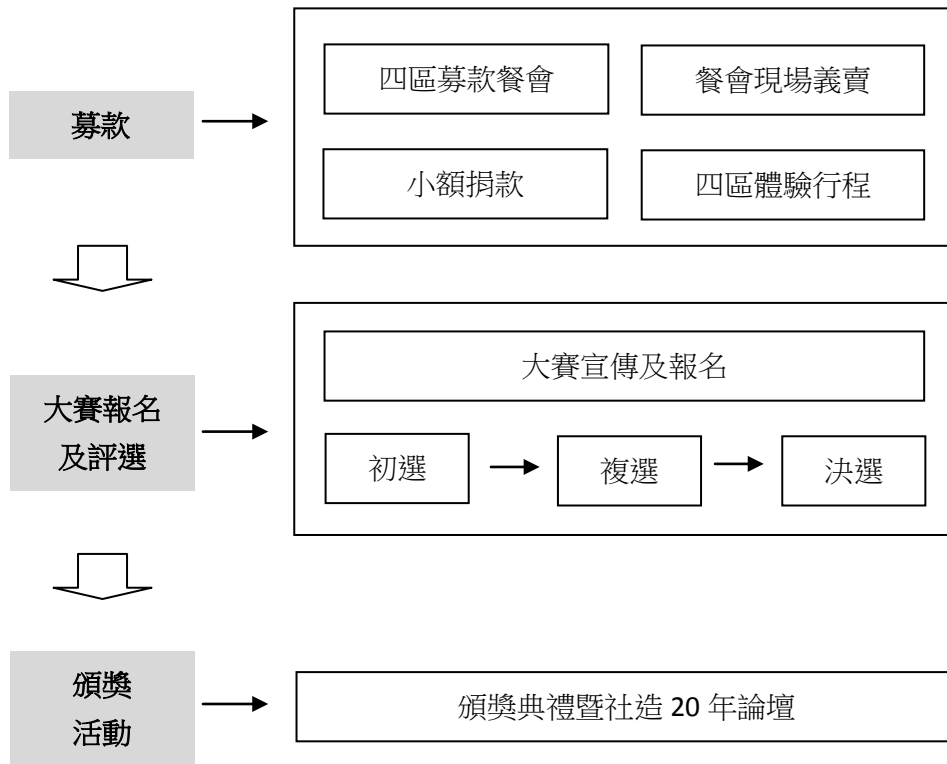 募款
四區募款餐會
餐會現場義賣
小額捐款
四區體驗行程
大賽報名
及評選
大賽宣傳及報名
初選
複選
決選
頒獎
活動
頒獎典禮暨社造 20 年論壇